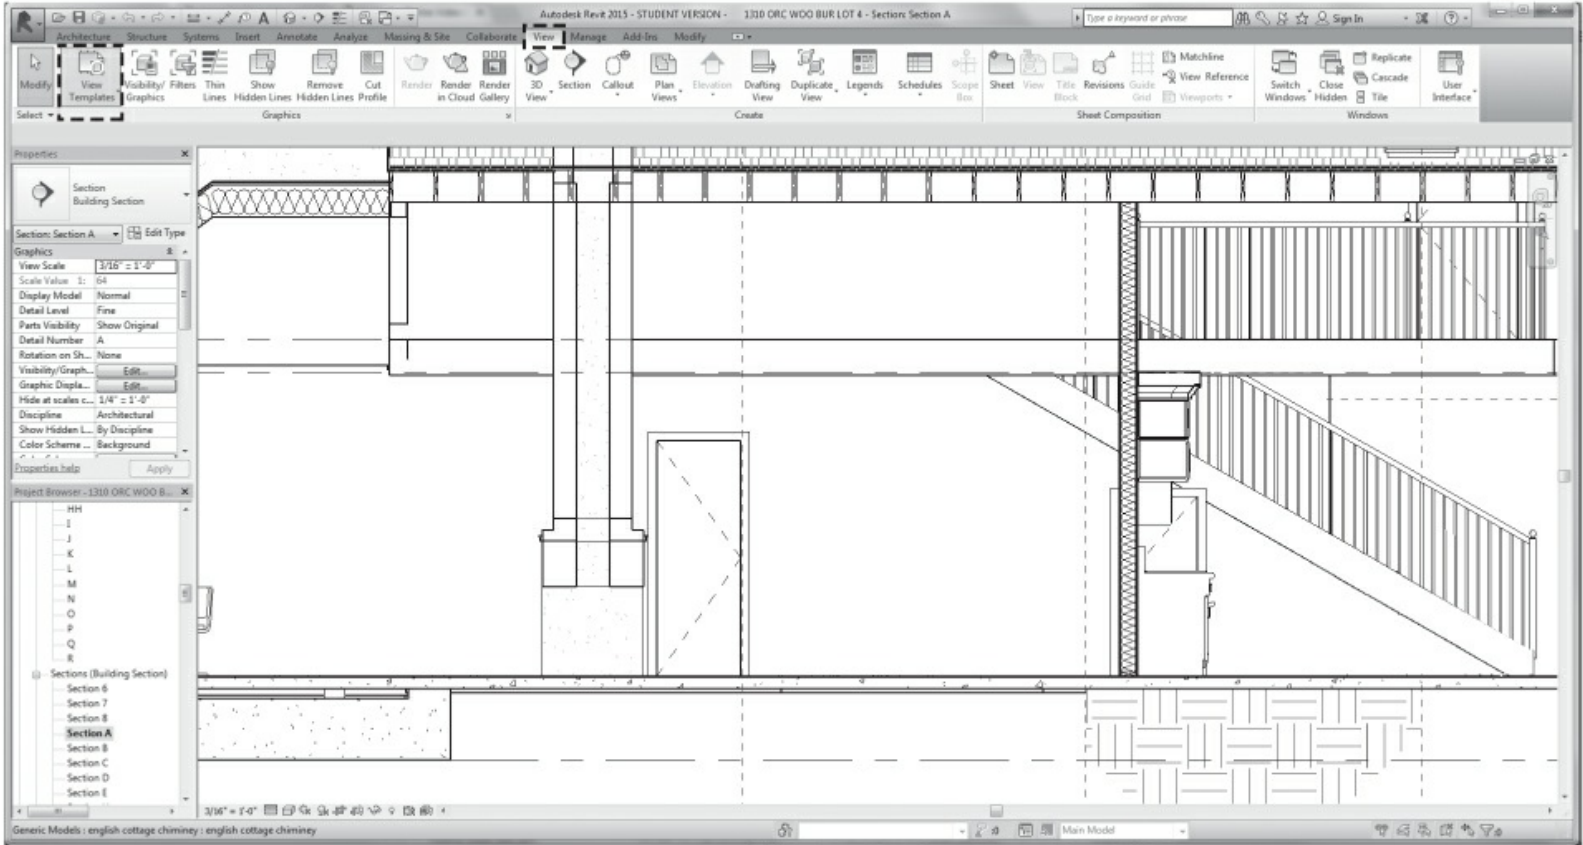 Autodesk Revit 2015 - STUDENT VERSION - 1310 ORC WOO BUR LOT 4 - Section: Section A
Type a keyword or phrase
Sign In
Architecture Structure Systems Insert Annotate Analyze Massing & Site Collaborate View Manage Add-Ins Modify
Modify
View Templates
Visibility/ Graphics
Filters
Thin Lines
Show Hidden Lines
Remove Hidden Lines
Cut Profile
Render
Render in Cloud
Render Gallery
3D View
Section
Callout
Plan Views
Elevation
Drafting View
Duplicate View
Legends
Schedules
Scope Box
Sheet
View
Title Block
Revisions
Guide Grid
Matchline
View Reference
Viewports
Switch Windows
Close Hidden
Replicate
Cascade
Tile
User Interface
Select
Graphics
Create
Sheet Composition
Windows
Properties
Section
Building Section
Section: Section A
Edit Type
Graphics
View Scale 3/16" = 1'-0"
Scale Value 1: 64
Display Model Normal
Detail Level Fine
Parts Visibility Show Original
Detail Number A
Rotation on Sh... None
Visibility/Graph... Edit...
Graphic Displa... Edit...
Hide at scales c... 1/4" = 1'-0"
Discipline Architectural
Show Hidden L... By Discipline
Color Scheme ... Background
Properties help
Apply
Project Browser - 1310 ORC WOO B...
HH
I
J
K
L
M
N
O
P
Q
R
Sections (Building Section)
Section 6
Section 7
Section 8
Section A
Section B
Section C
Section D
Section E
3/16" = 1'-0"
Generic Models : english cottage chiminey : english cottage chiminey
:0
Main Model
:0